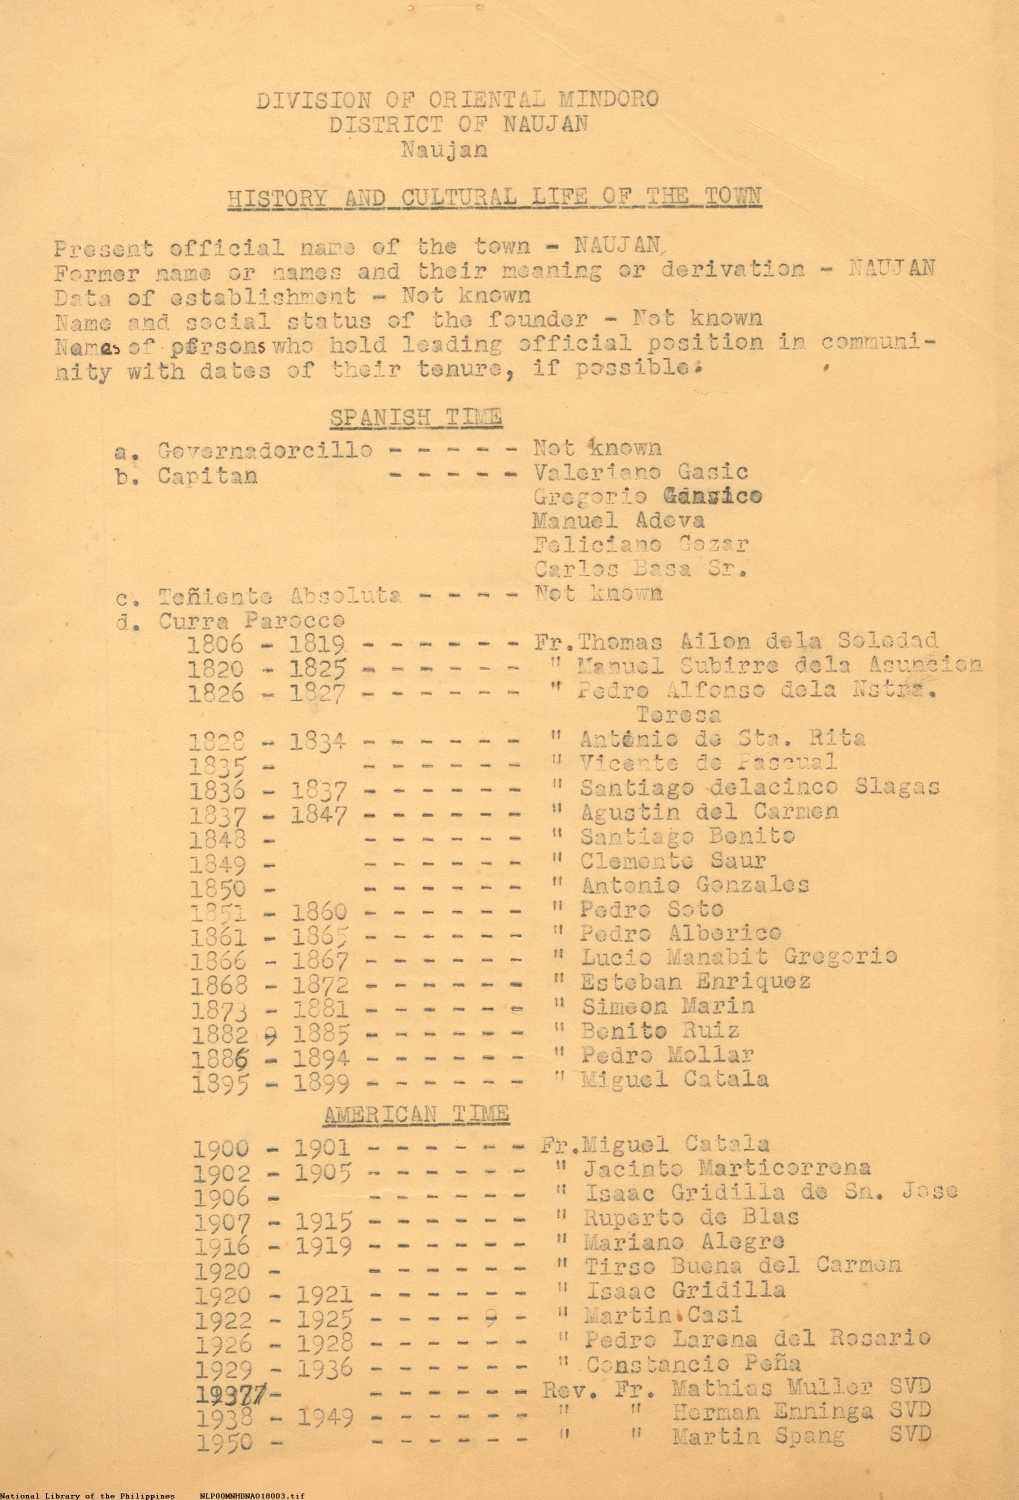 DIVISION OF ORIENTAL MINDORO
DISTRICT OF NAUJAN
Naujan
HISTORY AND CULTURAL LIFE OF THE TOWN
Present official name of the town - NAUJAN
Former name or names and their meaning or derivation - NAUJAN
Data of establishment - Not known
Name and social status of the founder - Not known
Names of persons who hold leading official position in communi-
nity with dates of their tenure, if possible.
SPANISH TIME
a. Governadorcillo - - - - - Not known
b. Capitan - - - - - Valeriano Gasic
Gregorio Gansico
Manuel Adeva
Feliciano Gozar
Carlos Basa Sr.
c. Teñiente Absoluta - - - - Not known
d. Curra Parocco
1806 - 1819 - - - - - - Fr. Thomas Ailon dela Soledad
1820 - 1825 - - - - - - " Manuel Subirre dela Asuncion
1826 - 1827 - - - - - - " Pedro Alfonso dela Nstra.
Teresa
1828 - 1834 - - - - - - " Antonio de Sta. Rita
1835 - - - - - - - " Vicente de Pascual
1836 - 1837 - - - - - - " Santiago delacinco Slagas
1837 - 1847 - - - - - - " Agustin del Carmen
1848 - - - - - - - " Santiago Benito
1849 - - - - - - - " Clemente Saur
1850 - - - - - - - " Antonio Gonzales
1851 - 1860 - - - - - - " Pedro Soto
1861 - 1865 - - - - - - " Pedro Alberico
1866 - 1867 - - - - - - " Lucio Manabit Gregorio
1868 - 1872 - - - - - - " Esteban Enriquez
1873 - 1881 - - - - - - " Simeon Marin
1882 9 1885 - - - - - - " Benito Ruiz
1886 - 1894 - - - - - - " Pedro Mollar
1895 - 1899 - - - - - - " Miguel Catala
AMERICAN TIME
1900 - 1901 - - - - - - Fr. Miguel Catala
1902 - 1905 - - - - - - " Jacinto Marticorrena
1906 - - - - - - - " Isaac Gridilla de Sn. Jose
1907 - 1915 - - - - - - " Ruperto de Blas
1916 - 1919 - - - - - - " Mariano Alegre
1920 - - - - - - - " Tirso Buena del Carmen
1920 - 1921 - - - - - - " Isaac Gridilla
1922 - 1925 - - - - 9 - " Martin Casi
1926 - 1928 - - - - - - " Pedro Larena del Rosario
1929 - 1936 - - - - - - " Constancio Peña
1937 - - - - - - - Rev. Fr. Mathias Muller SVD
1938 - 1949 - - - - - - " " Herman Enninga SVD
1950 - - - - - - - " " Martin Spang SVD
National Library of the Philippines NLPOOMNHDNA018003.tif